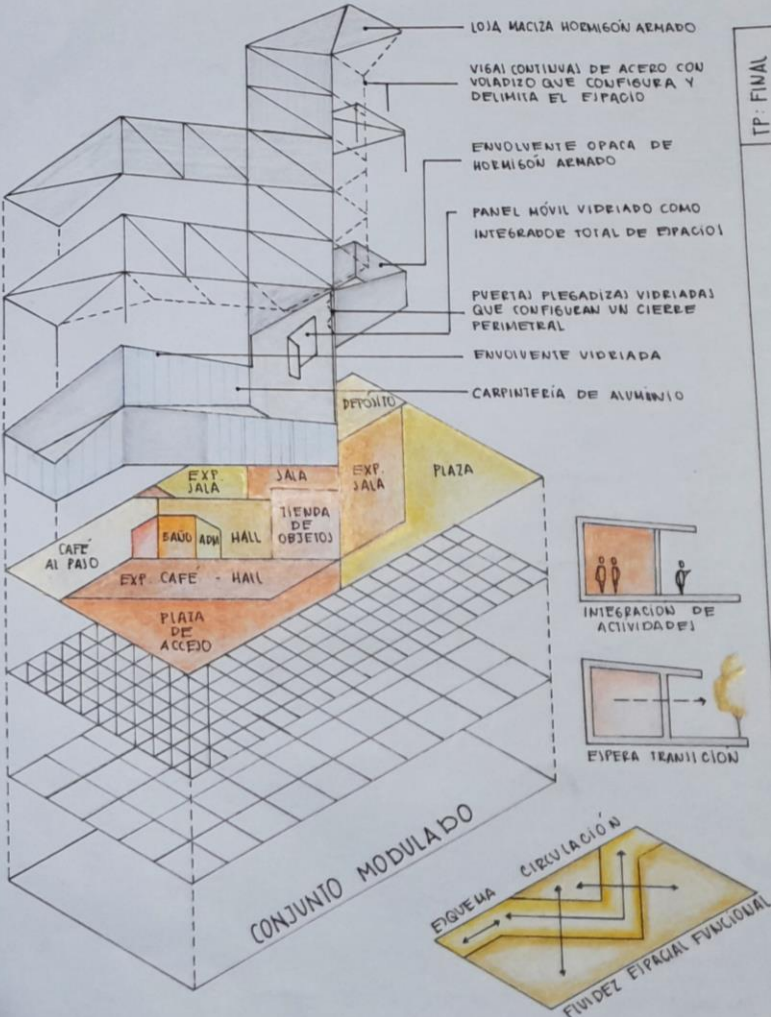 LOSA MACIZA HORMIGÓN ARMADO
VIGAS CONTINUAS DE ACERO CON
VOLADIZO QUE CONFIGURA Y
DELIMITA EL ESPACIO
ENVOLVENTE OPACA DE
HORMIGÓN ARMADO
PANEL MÓVIL VIDRIADO COMO
INTEGRADOR TOTAL DE ESPACIOS
PUERTAS PLEGADIZAS VIDRIADAS
QUE CONFIGURAN UN CIERRE
PERIMETRAL
ENVOLVENTE VIDRIADA
CARPINTERÍA DE ALUMINIO
TP: FINAL
DEPÓSITO
EXP.
SALA
SALA
EXP.
SALA
PLAZA
TIENDA
DE
OBJETOS
CAFÉ
AL PASO
BAÑO
ADM
HALL
EXP. CAFÉ - HALL
PLAZA
DE
ACCESO
INTEGRACIÓN DE
ACTIVIDADES
ESPERA TRANSICIÓN
CONJUNTO MODULADO
ESQUEMA CIRCULACIÓN
FLUIDEZ ESPACIAL FUNCIONAL